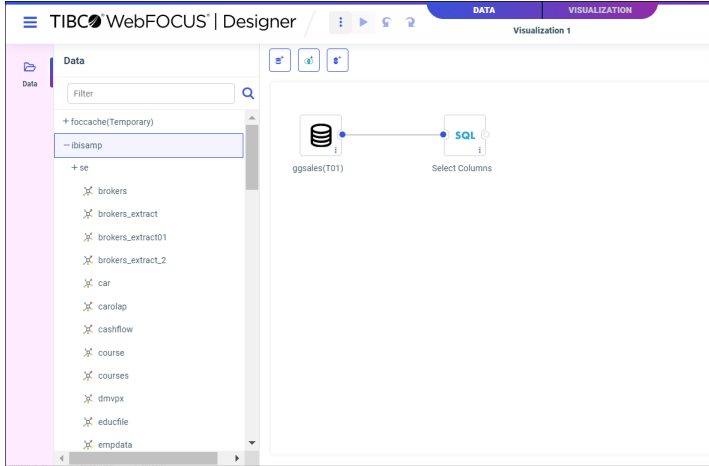 TIBCO® WebFOCUS® | Designer
DATA
VISUALIZATION
Visualization 1
Data
Data
Filter
+ foccache(Temporary)
− ibisamp
+ se
brokers
brokers_extract
brokers_extract01
brokers_extract_2
car
carolap
cashflow
course
courses
dmvpx
educfile
empdata
SQL
ggsales(T01)
Select Columns